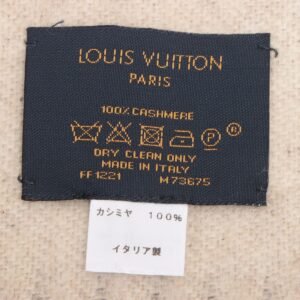 LOUIS VUITTON
PARIS
100% CASHMERE
P ®
DRY CLEAN ONLY
MADE IN ITALY
FF1221 M73675
カシミヤ 100%
イタリア製